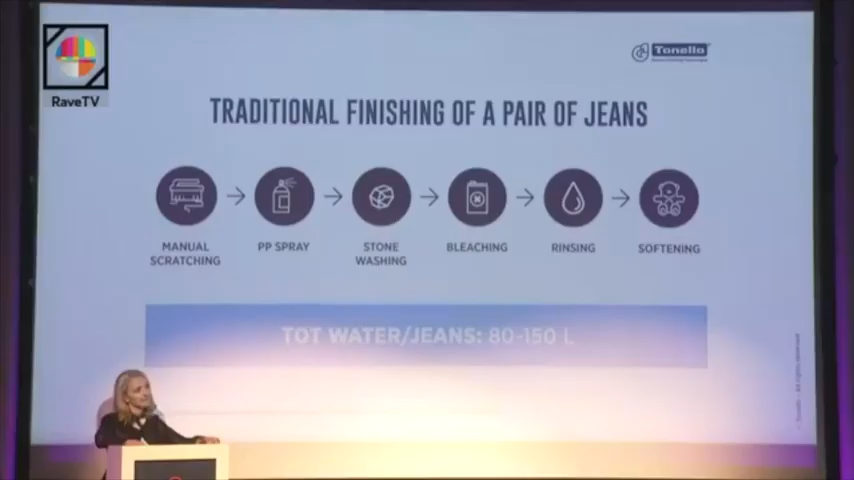 Tonello
RaveTV
TRADITIONAL FINISHING OF A PAIR OF JEANS
MANUAL
SCRATCHING
PP SPRAY
STONE
WASHING
BLEACHING
RINSING
SOFTENING
TOT WATER/JEANS: 80-150 L